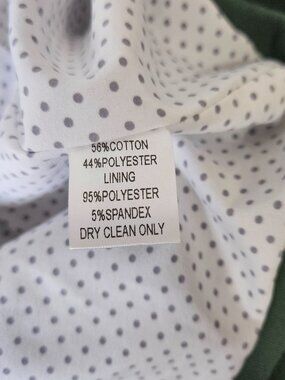 56%COTTON
44%POLYESTER
LINING
95%POLYESTER
5%SPANDEX
DRY CLEAN ONLY